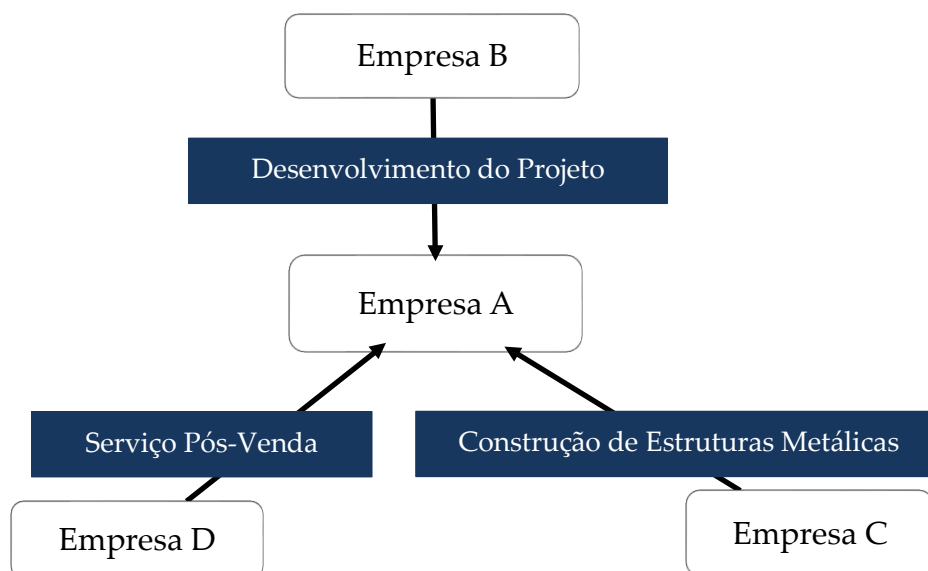 Empresa B
Desenvolvimento do Projeto
Empresa A
Serviço Pós-Venda
Construção de Estruturas Metálicas
Empresa D
Empresa C